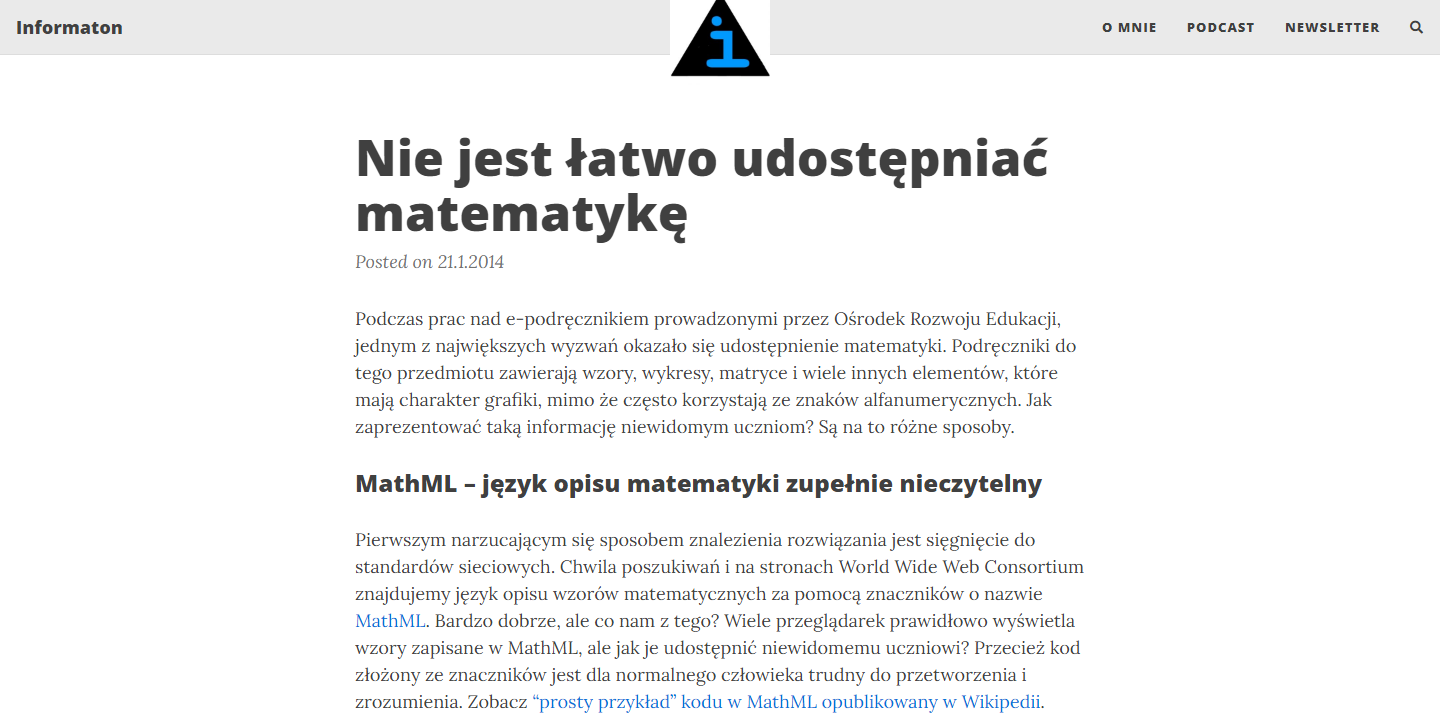 Informaton
i
O MNIE PODCAST NEWSLETTER
Nie jest łatwo udostępniać
matematykę
Posted on 21.1.2014
Podczas prac nad e-podręcznikiem prowadzonymi przez Ośrodek Rozwoju Edukacji,
jednym z największych wyzwań okazało się udostępnienie matematyki. Podręczniki do
tego przedmiotu zawierają wzory, wykresy, matryce i wiele innych elementów, które
mają charakter grafiki, mimo że często korzystają ze znaków alfanumerycznych. Jak
zaprezentować taką informację niewidomym uczniom? Są na to różne sposoby.
MathML – język opisu matematyki zupełnie nieczytelny
Pierwszym narzucającym się sposobem znalezienia rozwiązania jest sięgnięcie do
standardów sieciowych. Chwila poszukiwań i na stronach World Wide Web Consortium
znajdujemy język opisu wzorów matematycznych za pomocą znaczników o nazwie
MathML. Bardzo dobrze, ale co nam z tego? Wiele przeglądarek prawidłowo wyświetla
wzory zapisane w MathML, ale jak je udostępnić niewidomemu uczniowi? Przecież kod
złożony ze znaczników jest dla normalnego człowieka trudny do przetworzenia i
zrozumienia. Zobacz “prosty przykład” kodu w MathML opublikowany w Wikipedii.